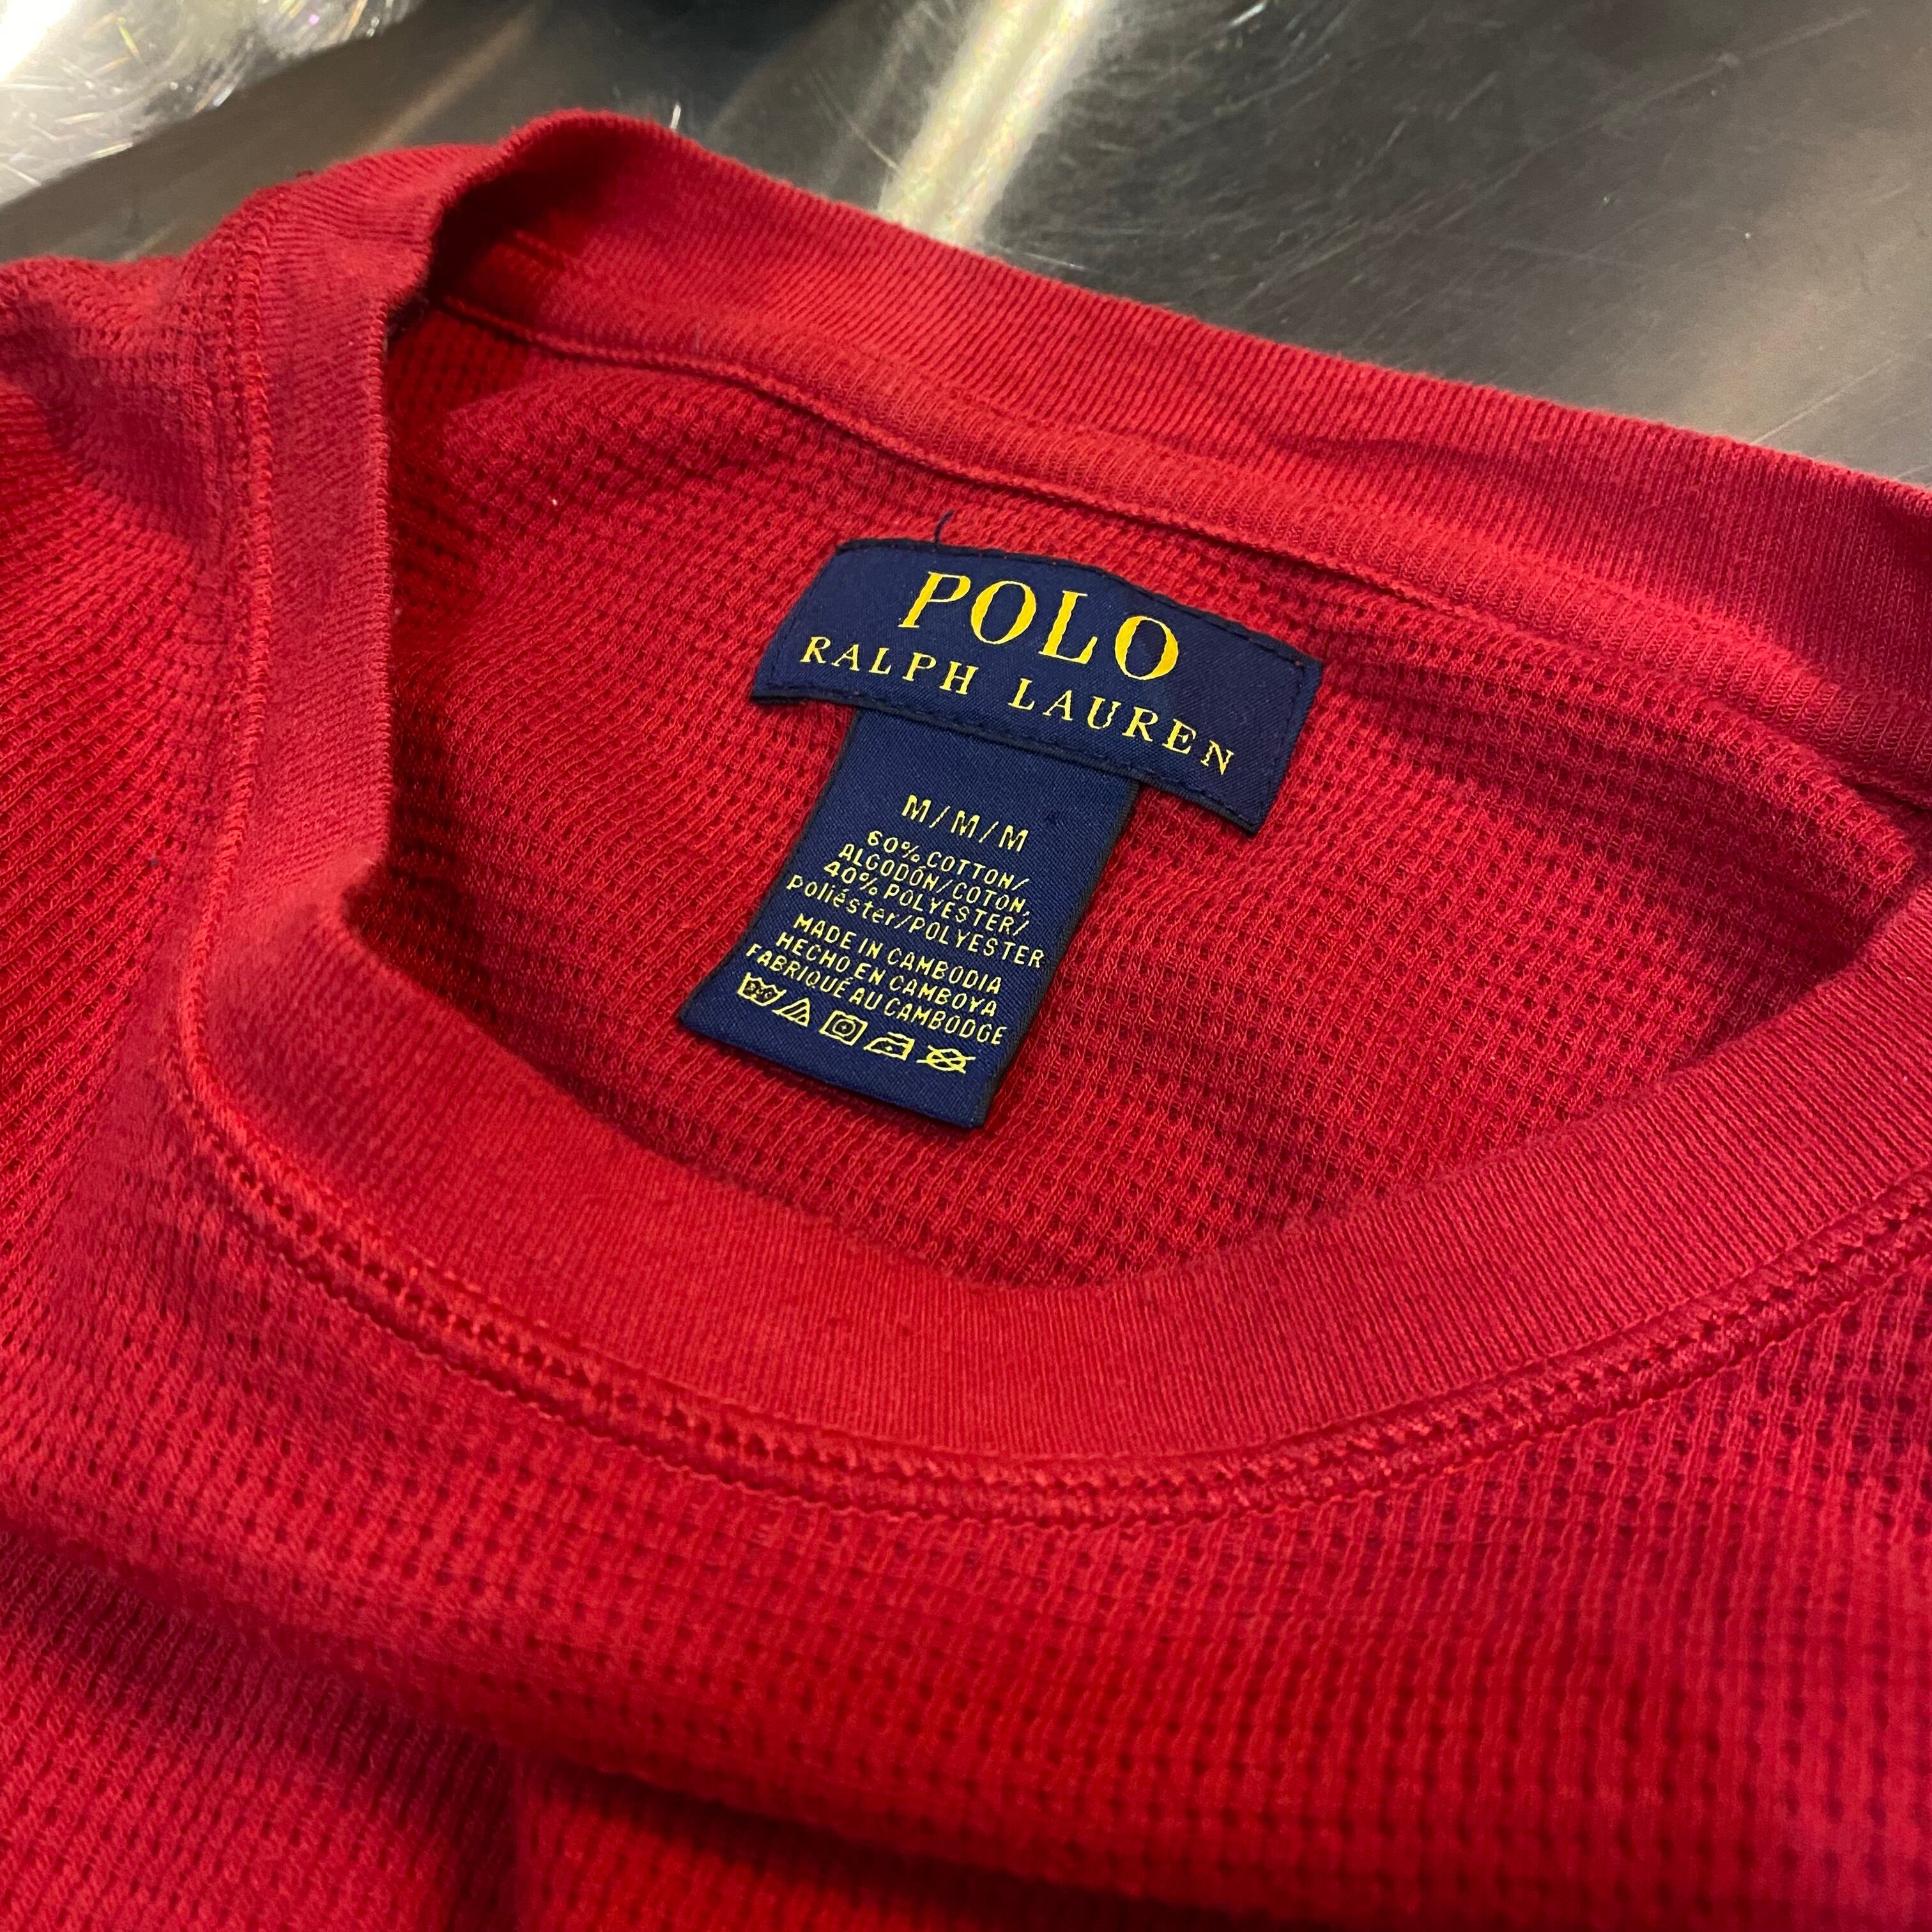 POLO
RALPH LAUREN
M/M/M
60% COTTON/
ALGODÓN/COTON,
40% POLYESTER/
poliéster/POLYESTER
MADE IN CAMBODIA
HECHO EN CAMBOYA
FABRIQUÉ AU CAMBODGE